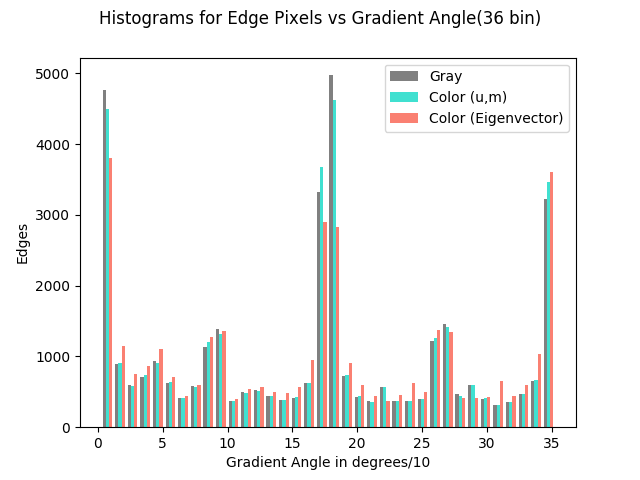 Histograms for Edge Pixels vs Gradient Angle(36 bin)
Gray
Color (u,m)
Color (Eigenvector)
5000
4000
3000
2000
1000
0
Edges
0 5 10 15 20 25 30 35
Gradient Angle in degrees/10